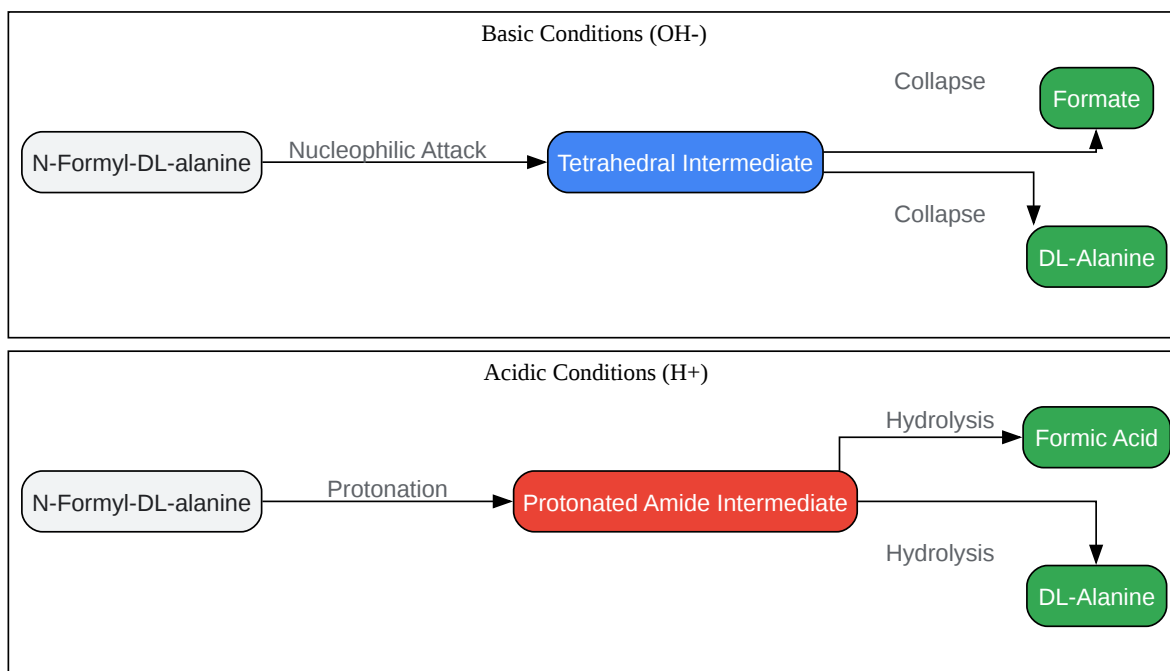 Basic Conditions (OH-)
Collapse
Formate
N-Formyl-DL-alanine
Nucleophilic Attack
Tetrahedral Intermediate
Collapse
DL-Alanine
Acidic Conditions (H+)
Hydrolysis
Formic Acid
N-Formyl-DL-alanine
Protonation
Protonated Amide Intermediate
Hydrolysis
DL-Alanine